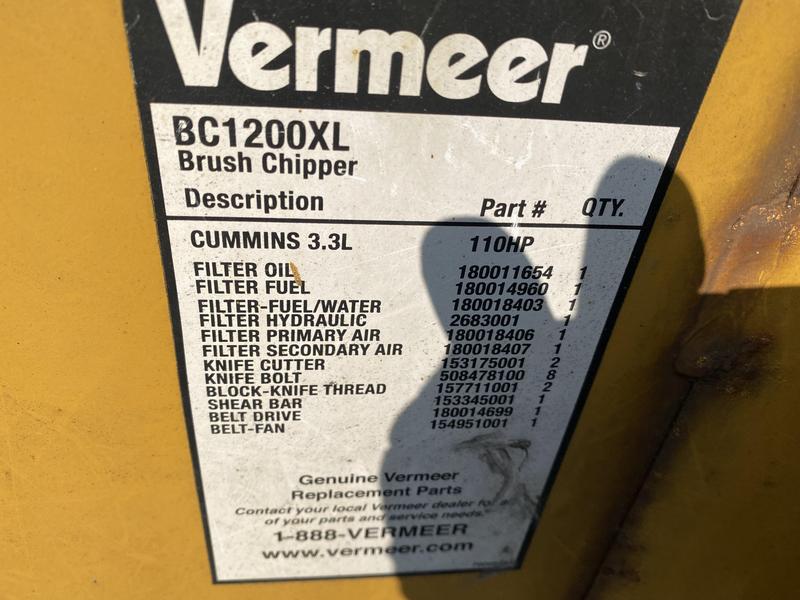 Vermeer®
BC1200XL
Brush Chipper
Description Part # QTY.
CUMMINS 3.3L 110HP
FILTER OIL 180011654 1
FILTER FUEL 180014960 1
FILTER-FUEL/WATER 180018403 1
FILTER HYDRAULIC 2683001 1
FILTER PRIMARY AIR 180018406 1
FILTER SECONDARY AIR 180018407 1
KNIFE CUTTER 153175001 2
KNIFE BOLT 508478100 8
BLOCK-KNIFE THREAD 157711001 2
SHEAR BAR 153345001 1
BELT DRIVE 180014699 1
BELT-FAN 154951001 1
Genuine Vermeer
Replacement Parts
Contact your local Vermeer dealer for
of your parts and service needs.
1-888-VERMEER
www.vermeer.com